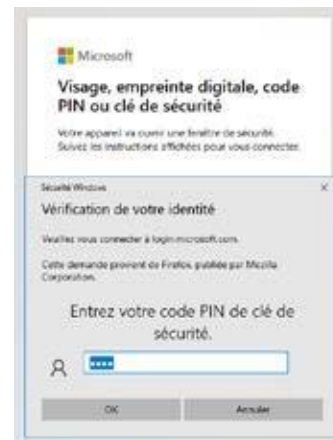 Microsoft
Visage, empreinte digitale, code
PIN ou clé de sécurité
Votre appareil va ouvrir une fenêtre de sécurité.
Suivez les instructions affichées pour vous connecter.
Sécurité Windows
Vérification de votre identité
Veuillez vous connecter à login.microsoft.com.
Cette demande provient de Firefox, publiée par Mozilla
Corporation.
Entrez votre code PIN de clé de
sécurité.
OK
Annuler